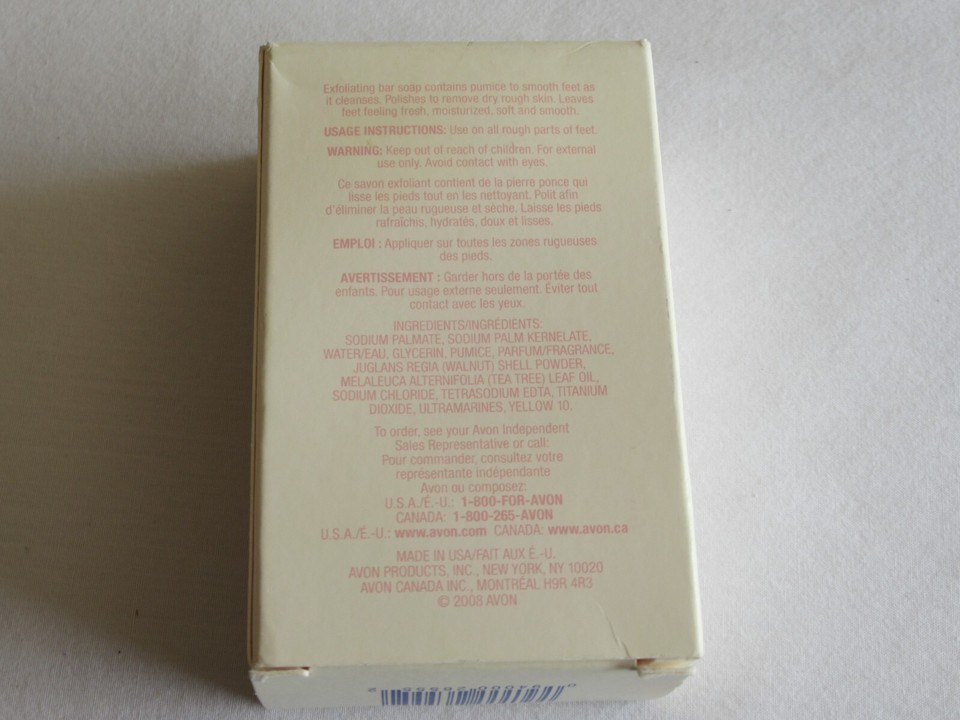 Exfoliating bar soap contains pumice to smooth feet as
it cleanses. Polishes to remove dry rough skin. Leaves
feet feeling fresh, moisturized, soft and smooth.
USAGE INSTRUCTIONS: Use on all rough parts of feet.
WARNING: Keep out of reach of children. For external
use only. Avoid contact with eyes.
Ce savon exfoliant contient de la pierre ponce qui
lisse les pieds tout en les nettoyant. Polit afin
d'éliminer la peau rugueuse et sèche. Laisse les pieds
rafraîchis, hydratés, doux et lisses.
EMPLOI : Appliquer sur toutes les zones rugueuses
des pieds.
AVERTISSEMENT : Garder hors de la portée des
enfants. Pour usage externe seulement. Éviter tout
contact avec les yeux.
INGREDIENTS/INGRÉDIENTS:
SODIUM PALMATE, SODIUM PALM KERNELATE,
WATER/EAU, GLYCERIN, PUMICE, PARFUM/FRAGRANCE,
JUGLANS REGIA (WALNUT) SHELL POWDER,
MELALEUCA ALTERNIFOLIA (TEA TREE) LEAF OIL,
SODIUM CHLORIDE, TETRASODIUM EDTA, TITANIUM
DIOXIDE, ULTRAMARINES, YELLOW 10.
To order, see your Avon Independent
Sales Representative or call:
Pour commander, consultez votre
représentante indépendante
Avon ou composez:
U.S.A./É.-U.: 1-800-FOR-AVON
CANADA: 1-800-265-AVON
U.S.A./É.-U.: www.avon.com CANADA: www.avon.ca
MADE IN USA/FAIT AUX É.-U.
AVON PRODUCTS, INC., NEW YORK, NY 10020
AVON CANADA INC., MONTRÉAL H9R 4R3
© 2008 AVON